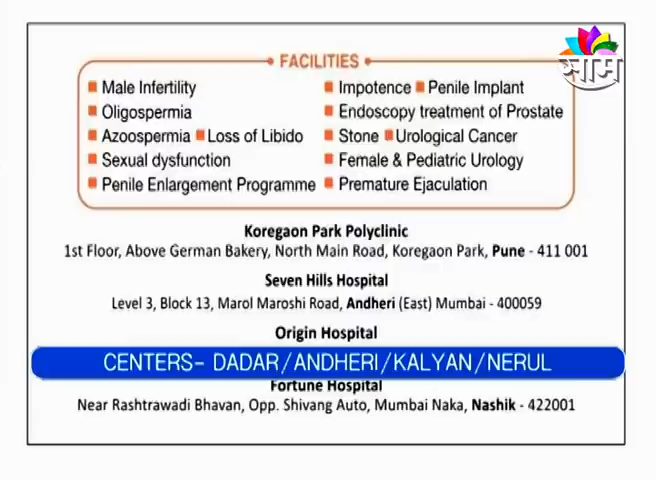 साम
FACILITIES
Male Infertility
Oligospermia
Azoospermia Loss of Libido
Sexual dysfunction
Penile Enlargement Programme
Impotence Penile Implant
Endoscopy treatment of Prostate
Stone Urological Cancer
Female & Pediatric Urology
Premature Ejaculation
Koregaon Park Polyclinic
1st Floor, Above German Bakery, North Main Road, Koregaon Park, Pune - 411 001
Seven Hills Hospital
Level 3, Block 13, Marol Maroshi Road, Andheri (East) Mumbai - 400059
Origin Hospital
CENTERS- DADAR/ANDHERI/KALYAN/NERUL
Fortune Hospital
Near Rashtrawadi Bhavan, Opp. Shivang Auto, Mumbai Naka, Nashik - 422001